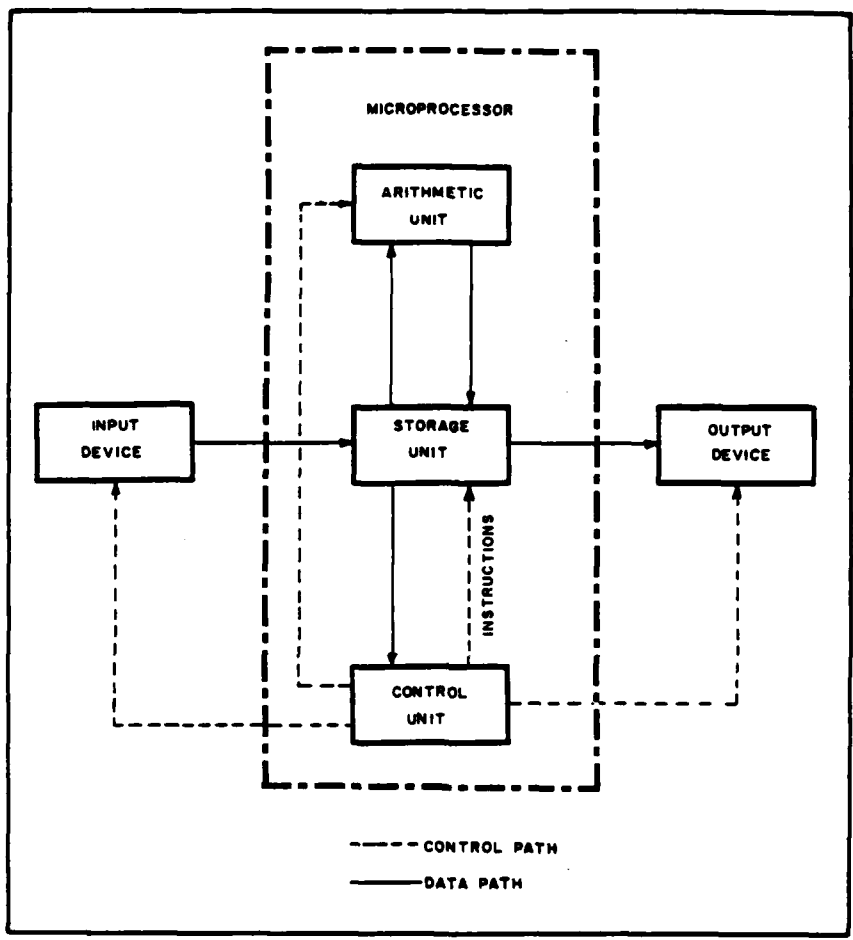 MICROPROCESSOR
ARITHMETIC
UNIT
INPUT
DEVICE
STORAGE
UNIT
OUTPUT
DEVICE
INSTRUCTIONS
CONTROL
UNIT
CONTROL PATH
DATA PATH